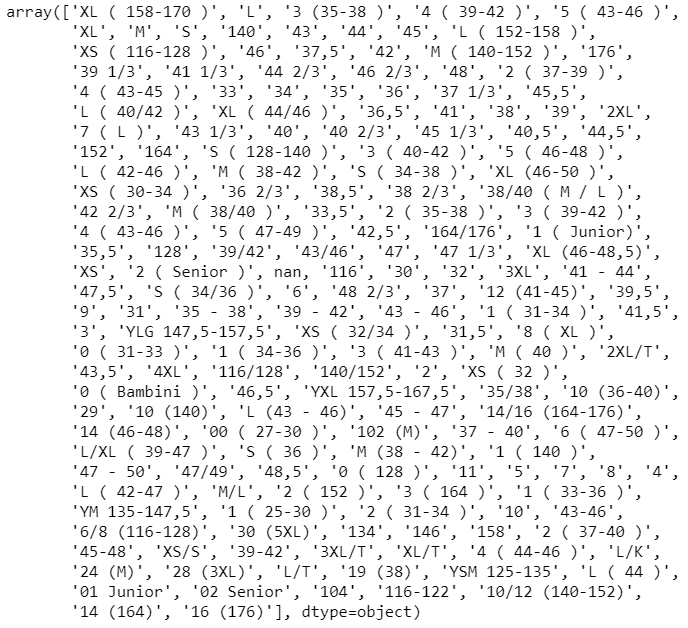 array(['XL ( 158-170 )', 'L', '3 (35-38 )', '4 ( 39-42 )', '5 ( 43-46 )',
'XL', 'M', 'S', '140', '43', '44', '45', 'L ( 152-158 )',
'XS ( 116-128 )', '46', '37,5', '42', 'M ( 140-152 )', '176',
'39 1/3', '41 1/3', '44 2/3', '46 2/3', '48', '2 ( 37-39 )',
'4 ( 43-45 )', '33', '34', '35', '36', '37 1/3', '45,5',
'L ( 40/42 )', 'XL ( 44/46 )', '36,5', '41', '38', '39', '2XL',
'7 ( L )', '43 1/3', '40', '40 2/3', '45 1/3', '40,5', '44,5',
'152', '164', 'S ( 128-140 )', '3 ( 40-42 )', '5 ( 46-48 )',
'L ( 42-46 )', 'M ( 38-42 )', 'S ( 34-38 )', 'XL (46-50 )',
'XS ( 30-34 )', '36 2/3', '38,5', '38 2/3', '38/40 ( M / L )',
'42 2/3', 'M ( 38/40 )', '33,5', '2 ( 35-38 )', '3 ( 39-42 )',
'4 ( 43-46 )', '5 ( 47-49 )', '42,5', '164/176', '1 ( Junior)',
'35,5', '128', '39/42', '43/46', '47', '47 1/3', 'XL (46-48,5)',
'XS', '2 ( Senior )', nan, '116', '30', '32', '3XL', '41 - 44',
'47,5', 'S ( 34/36 )', '6', '48 2/3', '37', '12 (41-45)', '39,5',
'9', '31', '35 - 38', '39 - 42', '43 - 46', '1 ( 31-34 )', '41,5',
'3', 'YLG 147,5-157,5', 'XS ( 32/34 )', '31,5', '8 ( XL )',
'0 ( 31-33 )', '1 ( 34-36 )', '3 ( 41-43 )', 'M ( 40 )', '2XL/T',
'43,5', '4XL', '116/128', '140/152', '2', 'XS ( 32 )',
'0 ( Bambini )', '46,5', 'YXL 157,5-167,5', '35/38', '10 (36-40)',
'29', '10 (140)', 'L (43 - 46)', '45 - 47', '14/16 (164-176)',
'14 (46-48)', '00 ( 27-30 )', '102 (M)', '37 - 40', '6 ( 47-50 )',
'L/XL ( 39-47 )', 'S ( 36 )', 'M (38 - 42)', '1 ( 140 )',
'47 - 50', '47/49', '48,5', '0 ( 128 )', '11', '5', '7', '8', '4',
'L ( 42-47 )', 'M/L', '2 ( 152 )', '3 ( 164 )', '1 ( 33-36 )',
'YM 135-147,5', '1 ( 25-30 )', '2 ( 31-34 )', '10', '43-46',
'6/8 (116-128)', '30 (5XL)', '134', '146', '158', '2 ( 37-40 )',
'45-48', 'XS/S', '39-42', '3XL/T', 'XL/T', '4 ( 44-46 )', 'L/K',
'24 (M)', '28 (3XL)', 'L/T', '19 (38)', 'YSM 125-135', 'L ( 44 )',
'01 Junior', '02 Senior', '104', '116-122', '10/12 (140-152)',
'14 (164)', '16 (176)'], dtype=object)